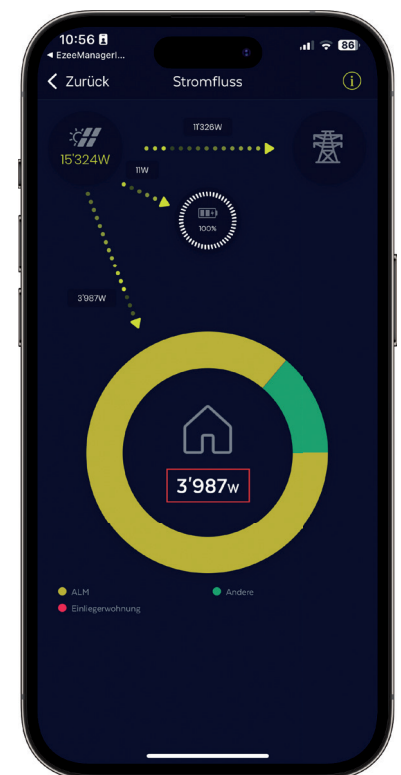 10:56
86
◀ EzeeManagerI...
Zurück
Stromfluss
i
11'326W
15'324W
11W
100%
3'987W
3'987W
ALM
Andere
Einliegerwohnung